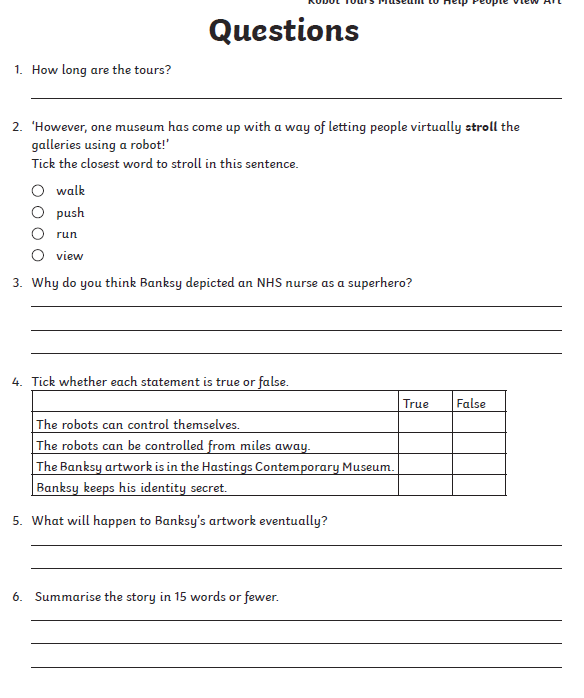 Robot Tours Museum to Help People View Art
Questions
1. How long are the tours?
2. ‘However, one museum has come up with a way of letting people virtually stroll the
galleries using a robot!’
Tick the closest word to stroll in this sentence.
walk
push
run
view
3. Why do you think Banksy depicted an NHS nurse as a superhero?
4. Tick whether each statement is true or false.
True False
The robots can control themselves.
The robots can be controlled from miles away.
The Banksy artwork is in the Hastings Contemporary Museum.
Banksy keeps his identity secret.
5. What will happen to Banksy’s artwork eventually?
6. Summarise the story in 15 words or fewer.